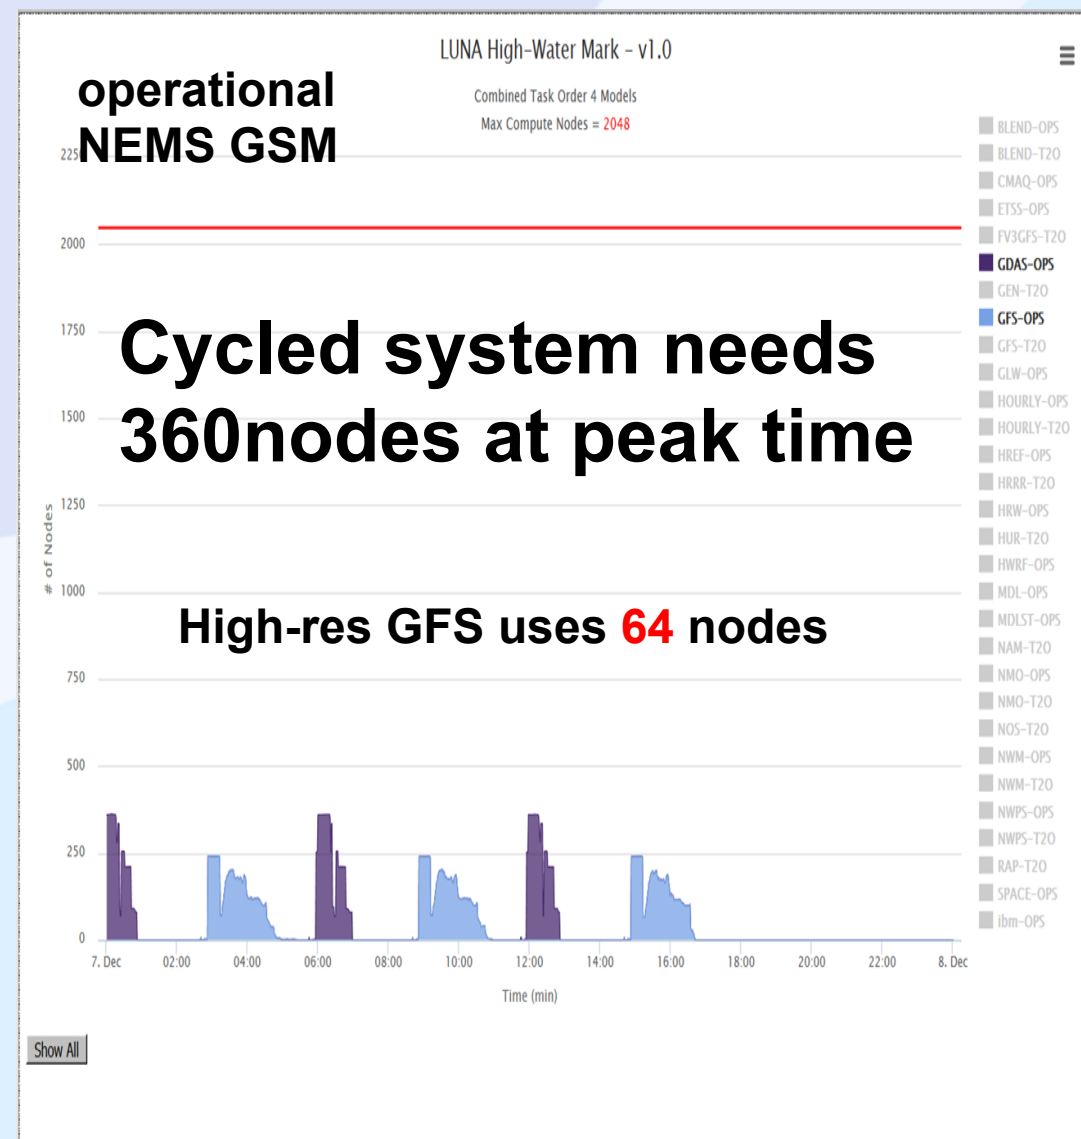 LUNA High-Water Mark - v1.0
operational
NEMS GSM
Combined Task Order 4 Models
Max Compute Nodes = 2048
2250
2000
1750
1500
1250
1000
750
500
250
0
# of Nodes
Cycled system needs
360nodes at peak time
High-res GFS uses 64 nodes
7. Dec 02:00 04:00 06:00 08:00 10:00 12:00 14:00 16:00 18:00 20:00 22:00 8. Dec
Time (min)
BLEND-OPS
BLEND-T2O
CMAQ-OPS
ETSS-OPS
FV3GFS-T2O
GDAS-OPS
GEN-T2O
GFS-OPS
GFS-T2O
GLW-OPS
HOURLY-OPS
HOURLY-T2O
HREF-OPS
HRRR-T2O
HRW-OPS
HUR-T2O
HWRF-OPS
MDL-OPS
MDLST-OPS
NAM-T2O
NMO-OPS
NMO-T2O
NOS-T2O
NWM-OPS
NWM-T2O
NWPS-OPS
NWPS-T2O
RAP-T2O
SPACE-OPS
ibm-OPS
Show All